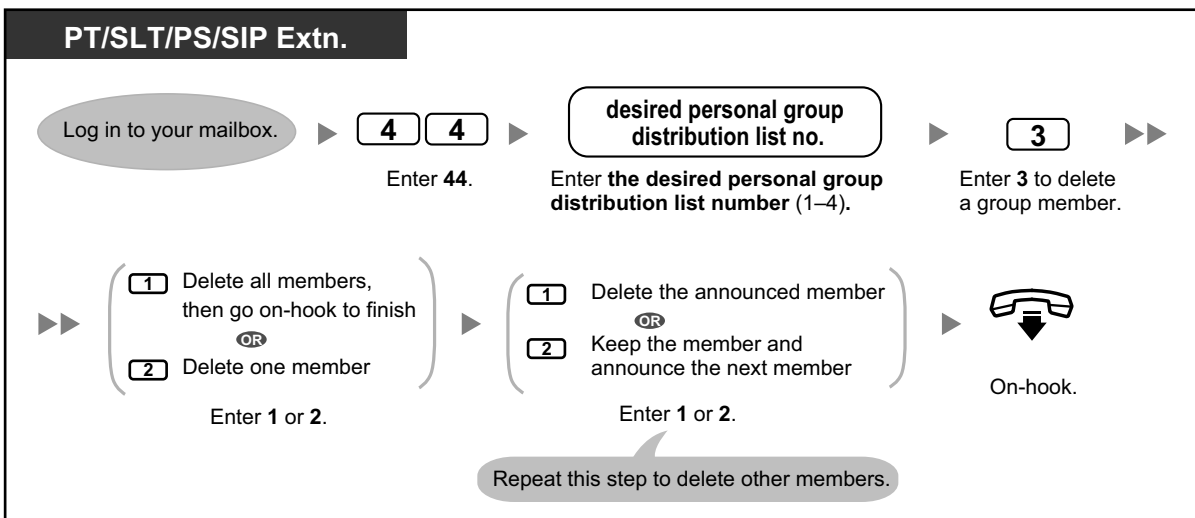 PT/SLT/PS/SIP Extn.
Log in to your mailbox.
4 4
Enter 44.
desired personal group
distribution list no.
Enter the desired personal group
distribution list number (1–4).
3
Enter 3 to delete
a group member.
1 Delete all members,
then go on-hook to finish
OR
2 Delete one member
Enter 1 or 2.
1 Delete the announced member
OR
2 Keep the member and
announce the next member
Enter 1 or 2.
Repeat this step to delete other members.
On-hook.